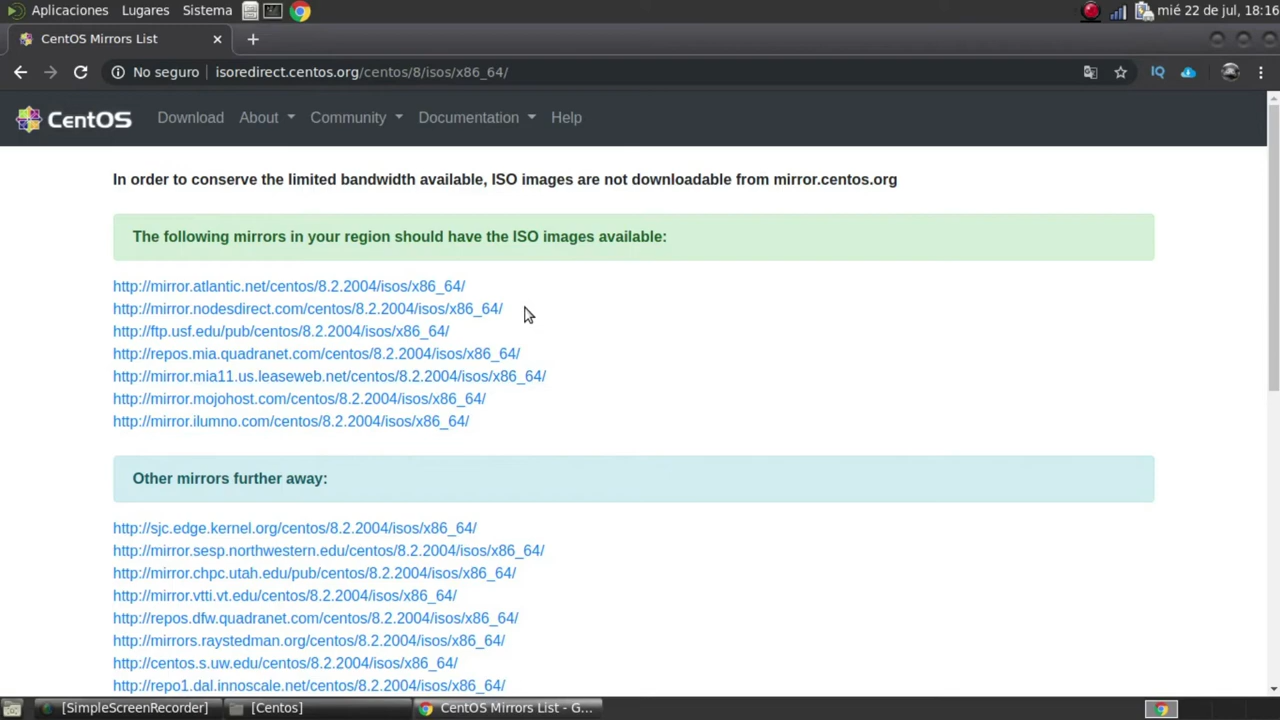 Aplicaciones Lugares Sistema mié 22 de jul, 18:16
CentOS Mirrors List
No seguro isoredirect.centos.org/centos/8/isos/x86_64/ IQ
CentOS Download About Community Documentation Help
In order to conserve the limited bandwidth available, ISO images are not downloadable from mirror.centos.org
The following mirrors in your region should have the ISO images available:
http://mirror.atlantic.net/centos/8.2.2004/isos/x86_64/
http://mirror.nodesdirect.com/centos/8.2.2004/isos/x86_64/
http://ftp.usf.edu/pub/centos/8.2.2004/isos/x86_64/
http://repos.mia.quadranet.com/centos/8.2.2004/isos/x86_64/
http://mirror.mia11.us.leaseweb.net/centos/8.2.2004/isos/x86_64/
http://mirror.mojohost.com/centos/8.2.2004/isos/x86_64/
http://mirror.ilumno.com/centos/8.2.2004/isos/x86_64/
Other mirrors further away:
http://sjc.edge.kernel.org/centos/8.2.2004/isos/x86_64/
http://mirror.sesp.northwestern.edu/centos/8.2.2004/isos/x86_64/
http://mirror.chpc.utah.edu/pub/centos/8.2.2004/isos/x86_64/
http://mirror.vtti.vt.edu/centos/8.2.2004/isos/x86_64/
http://repos.dfw.quadranet.com/centos/8.2.2004/isos/x86_64/
http://mirrors.raystedman.org/centos/8.2.2004/isos/x86_64/
http://centos.s.uw.edu/centos/8.2.2004/isos/x86_64/
http://repo1.dal.innoscale.net/centos/8.2.2004/isos/x86_64/
[SimpleScreenRecorder] [Centos] CentOS Mirrors List - G...